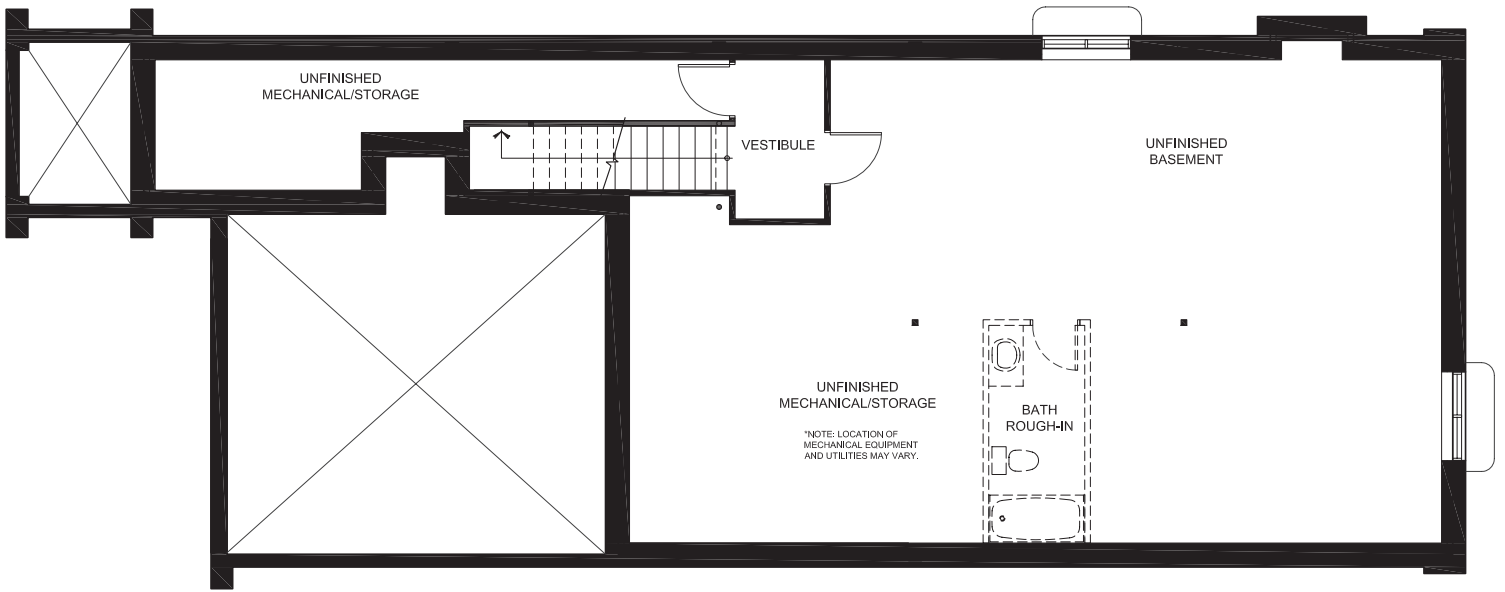 UNFINISHED
MECHANICAL/STORAGE
VESTIBULE
UNFINISHED
BASEMENT
UNFINISHED
MECHANICAL/STORAGE
*NOTE: LOCATION OF
MECHANICAL EQUIPMENT
AND UTILITIES MAY VARY.
BATH
ROUGH-IN